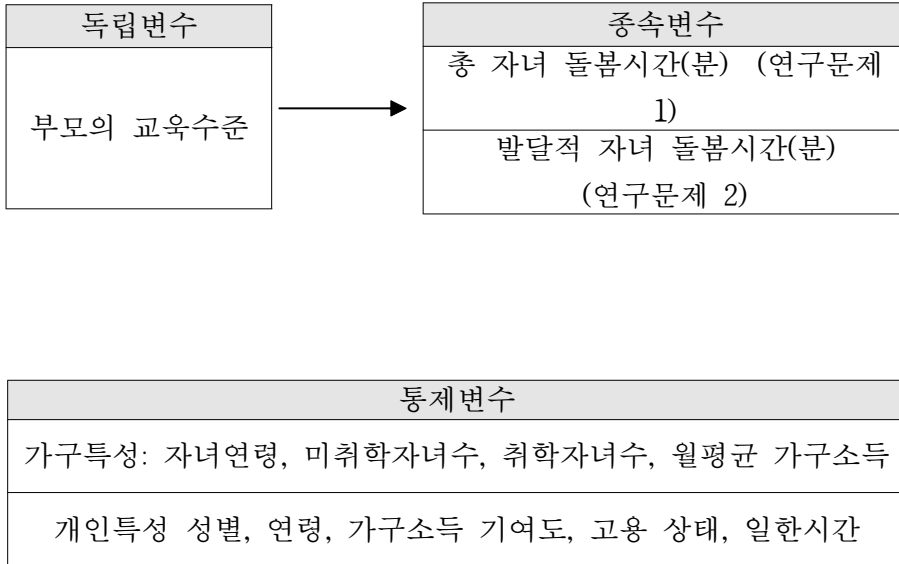 독립변수
부모의 교육수준
종속변수
총 자녀 돌봄시간(분) (연구문제
1)
발달적 자녀 돌봄시간(분)
(연구문제 2)
통제변수
가구특성: 자녀연령, 미취학자녀수, 취학자녀수, 월평균 가구소득
개인특성 성별, 연령, 가구소득 기여도, 고용 상태, 일한시간